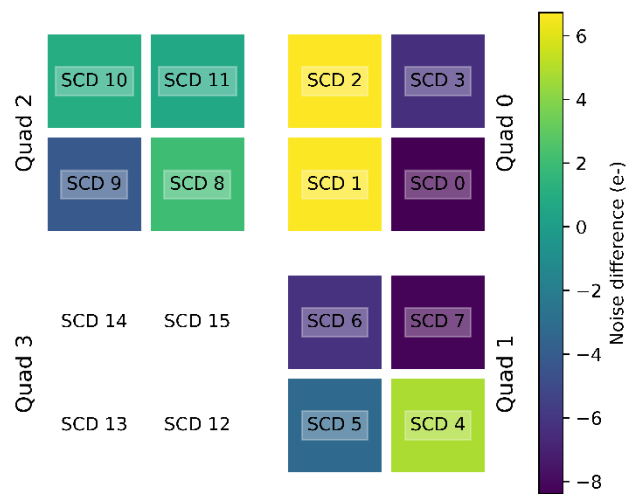 SCD 10 SCD 11 SCD 2 SCD 3
Quad 2
Quad 0
SCD 9 SCD 8 SCD 1 SCD 0
SCD 14 SCD 15 SCD 6 SCD 7
Quad 3
Quad 1
SCD 13 SCD 12 SCD 5 SCD 4
6
4
2
0
−2
−4
−6
−8
Noise difference (e-)